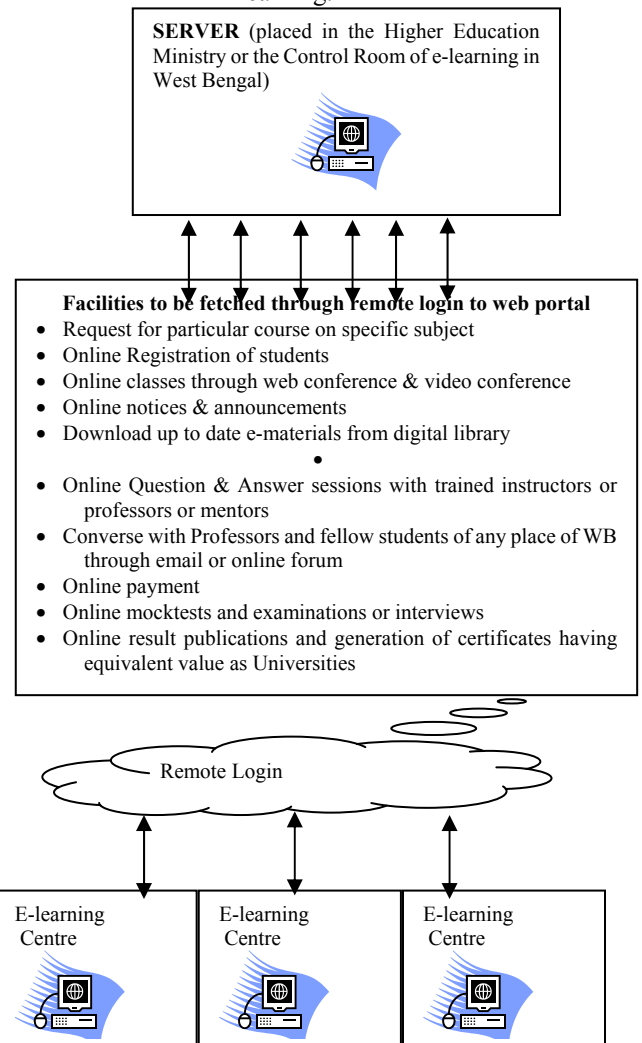 SERVER (placed in the Higher Education
Ministry or the Control Room of e-learning in
West Bengal)
Facilities to be fetched through remote login to web portal
• Request for particular course on specific subject
• Online Registration of students
• Online classes through web conference & video conference
• Online notices & announcements
• Download up to date e-materials from digital library
•
• Online Question & Answer sessions with trained instructors or
professors or mentors
• Converse with Professors and fellow students of any place of WB
through email or online forum
• Online payment
• Online mocktests and examinations or interviews
• Online result publications and generation of certificates having
equivalent value as Universities
Remote Login
E-learning
Centre
E-learning
Centre
E-learning
Centre